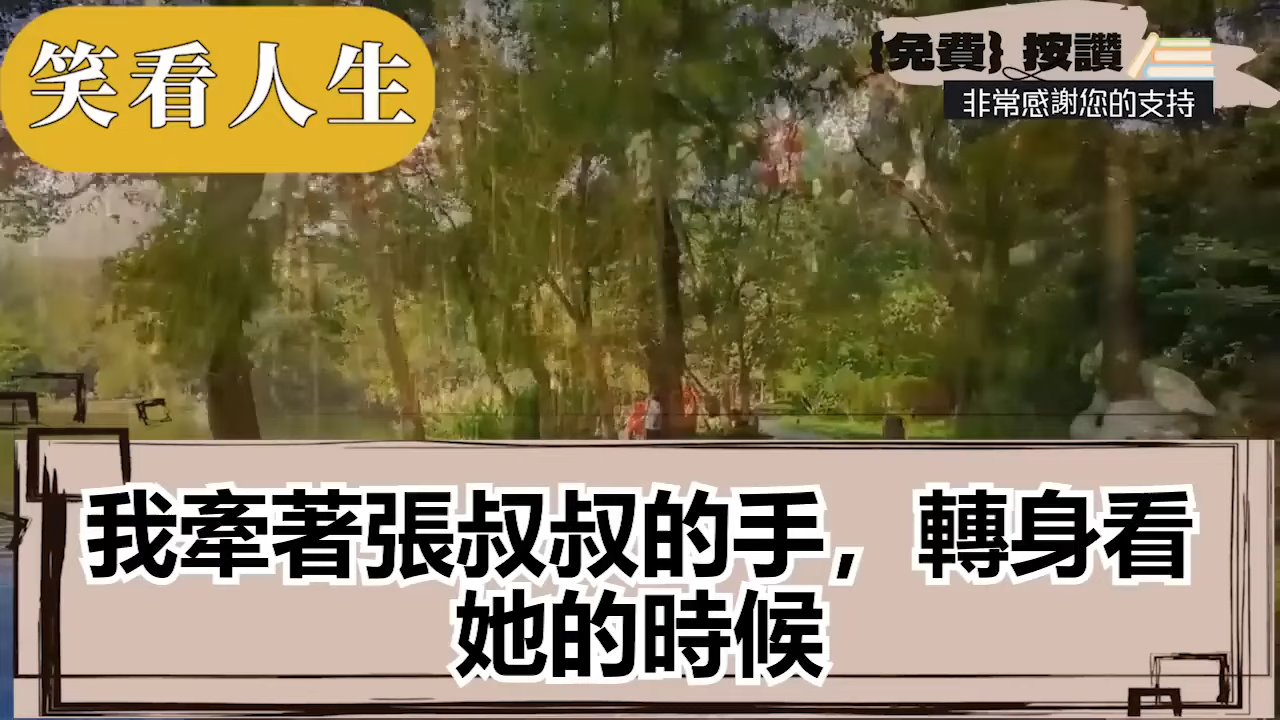 笑看人生
{免費} 按讚
非常感謝您的支持
我牽著張叔叔的手，轉身看
她的時候